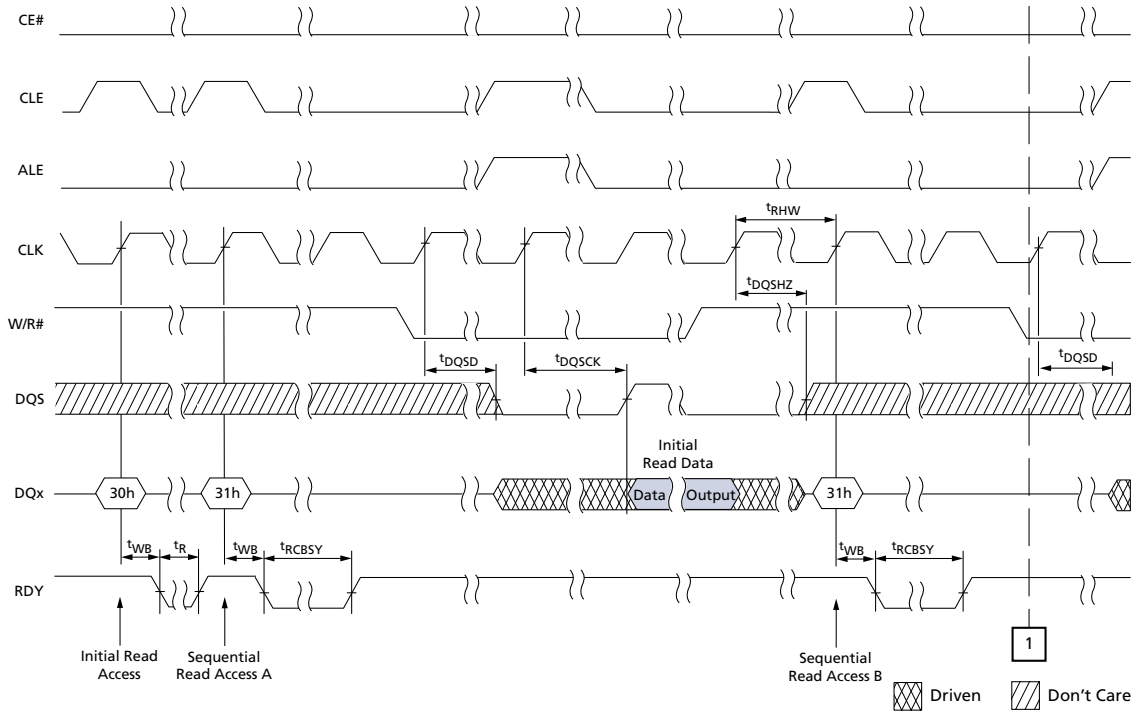 CE#
CLE
ALE
CLK
tRHW
tDQSHZ
W/R#
tDQSD
tDQSCK
tDQSD
DQS
Initial
Read Data
DQx
30h
31h
Data
Output
31h
tWB
tR
tWB
tRCBSY
tWB
tRCBSY
RDY
Initial Read
Access
Sequential
Read Access A
Sequential
Read Access B
1
Driven
Don't Care